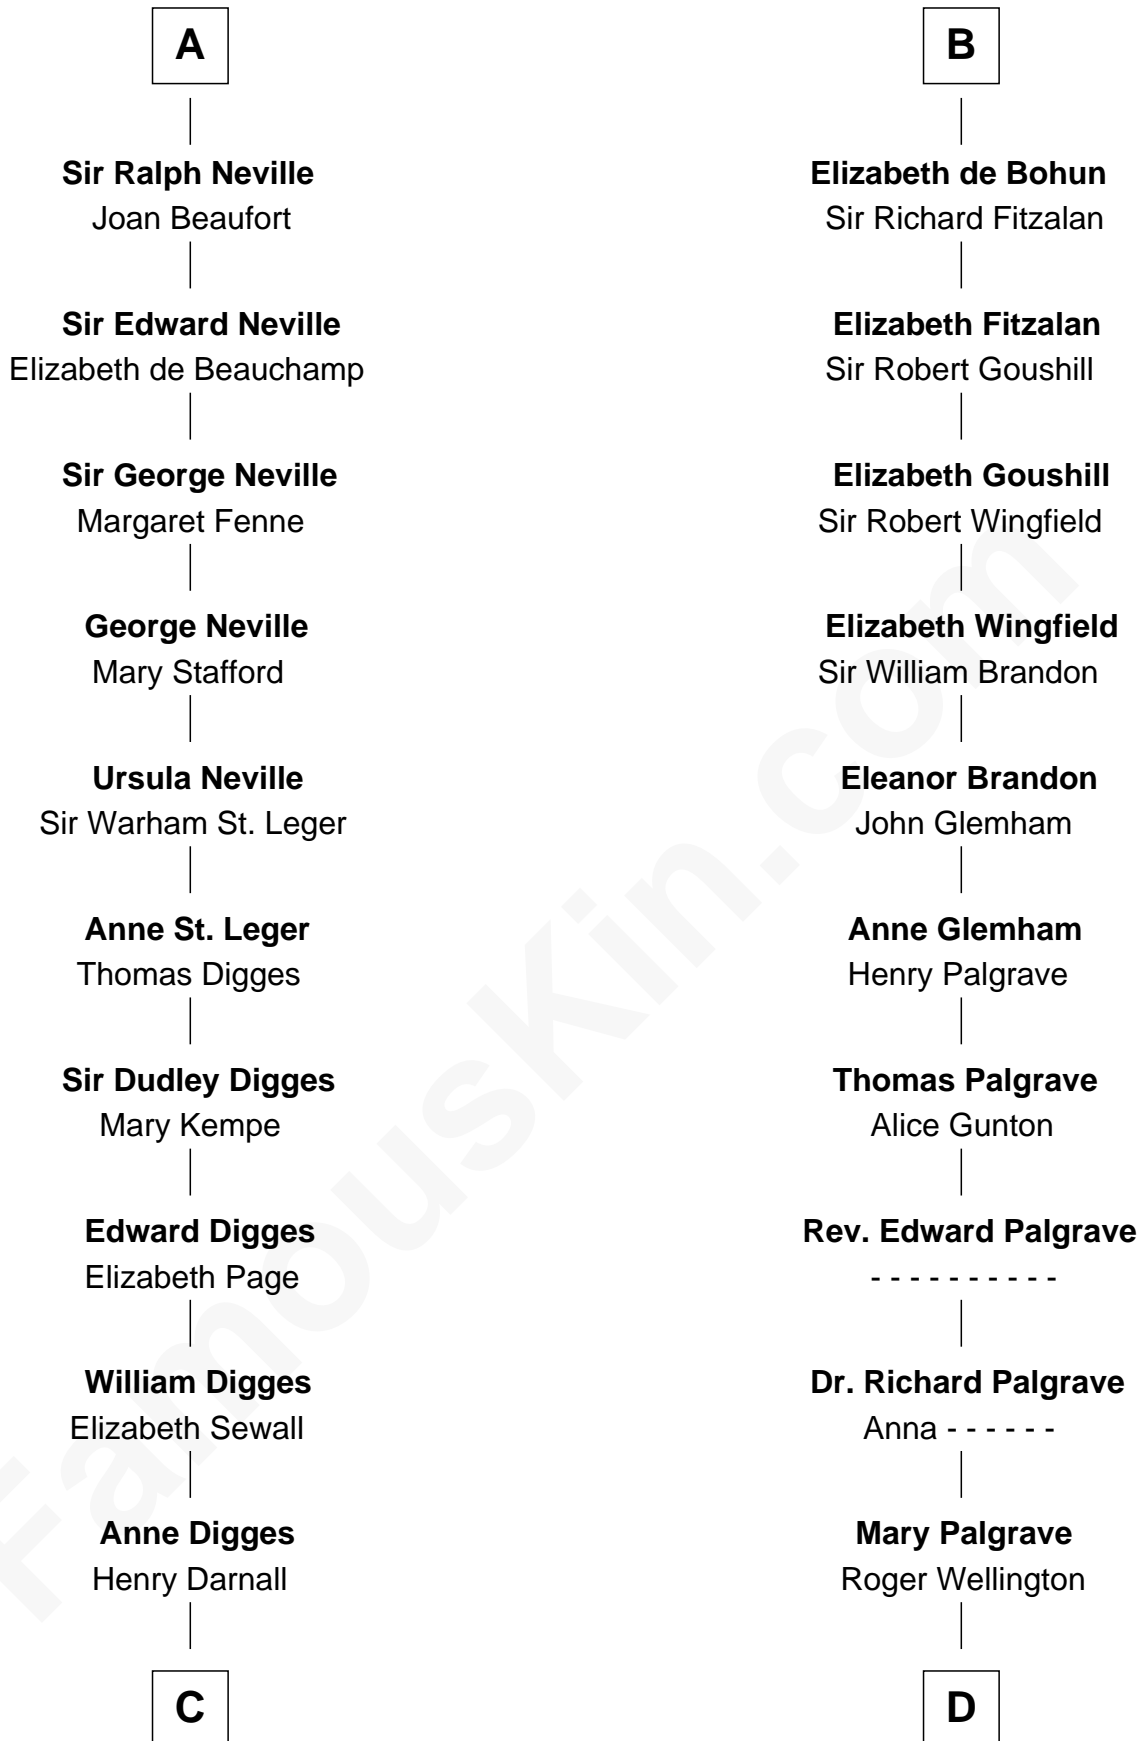 A
Sir Ralph Neville
Joan Beaufort
Sir Edward Neville
Elizabeth de Beauchamp
Sir George Neville
Margaret Fenne
George Neville
Mary Stafford
Ursula Neville
Sir Warham St. Leger
Anne St. Leger
Thomas Digges
Sir Dudley Digges
Mary Kempe
Edward Digges
Elizabeth Page
William Digges
Elizabeth Sewall
Anne Digges
Henry Darnall
C
B
Elizabeth de Bohun
Sir Richard Fitzalan
Elizabeth Fitzalan
Sir Robert Goushill
Elizabeth Goushill
Sir Robert Wingfield
Elizabeth Wingfield
Sir William Brandon
Eleanor Brandon
John Glemham
Anne Glemham
Henry Palgrave
Thomas Palgrave
Alice Gunton
Rev. Edward Palgrave
- - - - - - - - - -
Dr. Richard Palgrave
Anna - - - - - -
Mary Palgrave
Roger Wellington
D
FamousKin.com